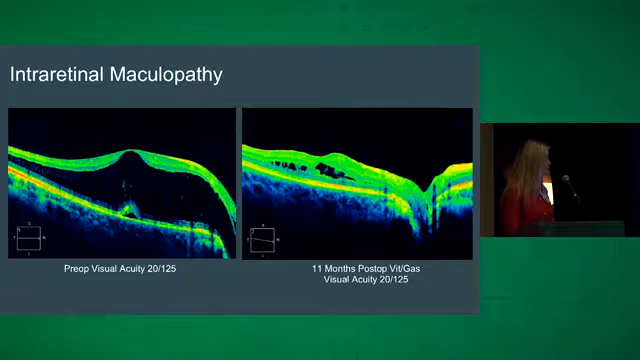 Intraretinal Maculopathy
Preop Visual Acuity 20/125
11 Months Postop Vit/Gas
Visual Acuity 20/125